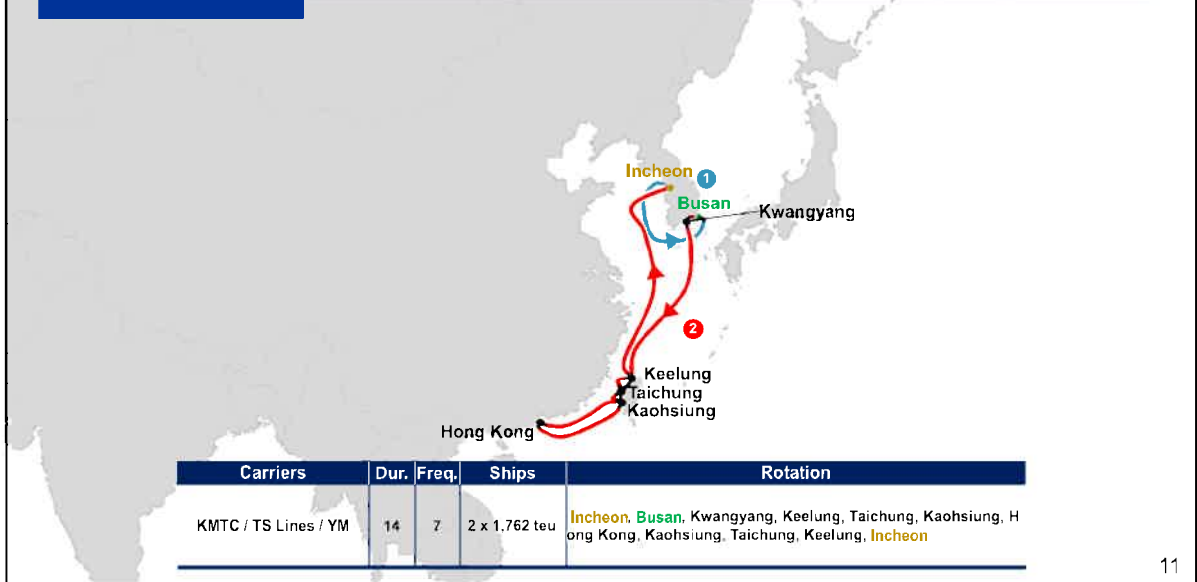 Incheon
1
Busan
Kwangyang
2
Keelung
Taichung
Kaohsiung
Hong Kong
Carriers Dur. Freq. Ships Rotation
KMTC / TS Lines / YM 14 7 2 x 1,762 teu Incheon, Busan, Kwangyang, Keelung, Taichung, Kaohsiung, H
ong Kong, Kaohsiung, Taichung, Keelung, Incheon
11